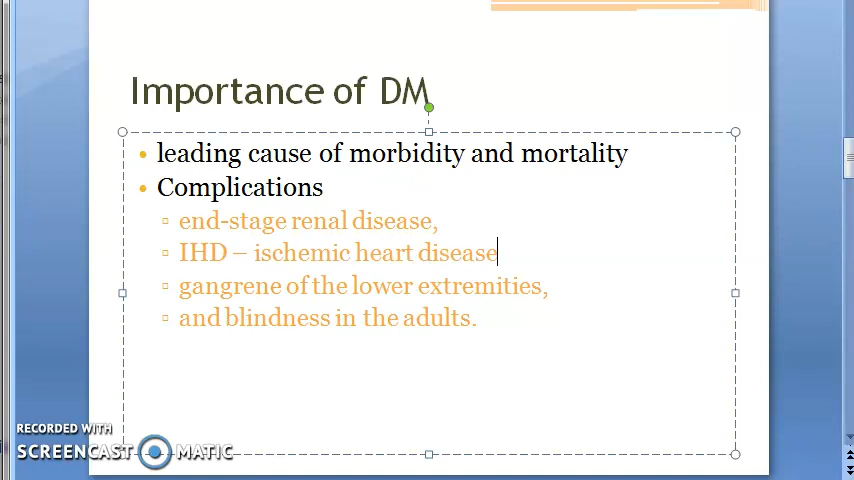 Importance of DM
• leading cause of morbidity and mortality
• Complications
▫ end-stage renal disease,
▫ IHD – ischemic heart disease
▫ gangrene of the lower extremities,
▫ and blindness in the adults.
RECORDED WITH
SCREENCAST MATIC